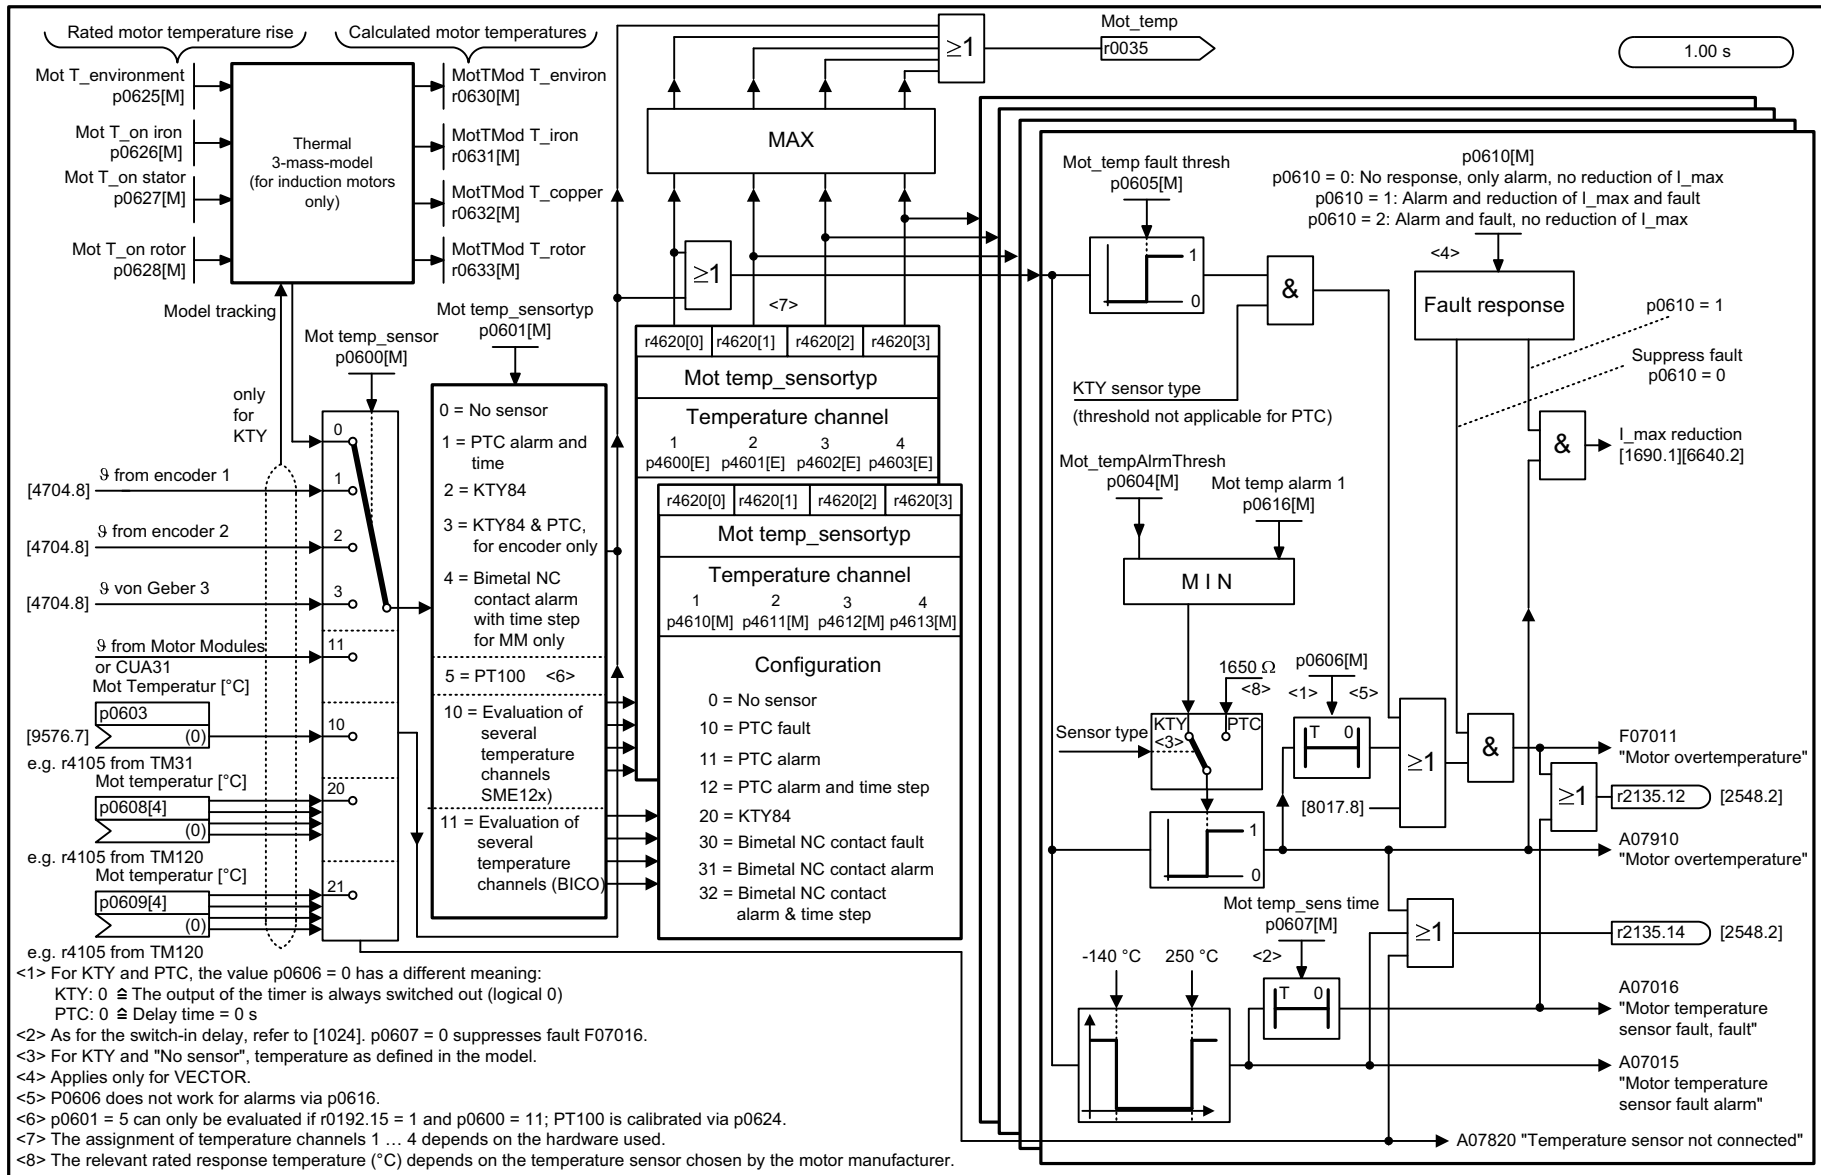 Rated motor temperature rise
Calculated motor temperatures
Mot T_environment
p0625[M]
Mot T_on iron
p0626[M]
Mot T_on stator
p0627[M]
Mot T_on rotor
p0628[M]
Thermal
3-mass-model
(for induction motors
only)
MotTMod T_environ
r0630[M]
MotTMod T_iron
r0631[M]
MotTMod T_copper
r0632[M]
MotTMod T_rotor
r0633[M]
Model tracking
only
for
KTY
Mot temp_sensor
p0600[M]
Mot temp_sensortyp
p0601[M]
ϑ from encoder 1
[4704.8]
ϑ from encoder 2
[4704.8]
ϑ von Geber 3
[4704.8]
ϑ from Motor Modules
or CUA31
Mot Temperatur [°C]
p0603
(0)
[9576.7]
e.g. r4105 from TM31
Mot temperatur [°C]
p0608[4]
(0)
e.g. r4105 from TM120
Mot temperatur [°C]
p0609[4]
(0)
e.g. r4105 from TM120
0
1
2
3
11
10
20
21
0 = No sensor
1 = PTC alarm and
time
2 = KTY84
3 = KTY84 & PTC,
for encoder only
4 = Bimetal NC
contact alarm
with time step
for MM only
5 = PT100 <6>
10 = Evaluation of
several
temperature
channels
SME12x)
11 = Evaluation of
several
temperature
channels (BICO)
≥1
Mot_temp
r0035
MAX
≥1
<7>
r4620[0] r4620[1] r4620[2] r4620[3]
Mot temp_sensortyp
Temperature channel
1 2 3 4
p4600[E] p4601[E] p4602[E] p4603[E]
r4620[0] r4620[1] r4620[2] r4620[3]
Mot temp_sensortyp
Temperature channel
1 2 3 4
p4610[M] p4611[M] p4612[M] p4613[M]
Configuration
0 = No sensor
10 = PTC fault
11 = PTC alarm
12 = PTC alarm and time step
20 = KTY84
30 = Bimetal NC contact fault
31 = Bimetal NC contact alarm
32 = Bimetal NC contact
alarm & time step
1.00 s
Mot_temp fault thresh
p0605[M]
1
0
KTY sensor type
(threshold not applicable for PTC)
&
p0610[M]
p0610 = 0: No response, only alarm, no reduction of I_max
p0610 = 1: Alarm and reduction of I_max and fault
p0610 = 2: Alarm and fault, no reduction of I_max
<4>
Fault response
p0610 = 1
Suppress fault
p0610 = 0
&
I_max reduction
[1690.1][6640.2]
Mot_tempAlrmThresh
p0604[M]
Mot temp alarm 1
p0616[M]
M I N
1650 Ω
<8>
Sensor type
KTY
PTC
<3>
p0606[M]
<1> <5>
T 0
[8017.8]
≥1
&
≥1
F07011
"Motor overtemperature"
r2135.12 [2548.2]
1
0
A07910
"Motor overtemperature"
Mot temp_sens time
p0607[M]
<2>
T 0
≥1
r2135.14 [2548.2]
-140 °C 250 °C
A07016
"Motor temperature
sensor fault, fault"
A07015
"Motor temperature
sensor fault alarm"
A07820 "Temperature sensor not connected"
<1> For KTY and PTC, the value p0606 = 0 has a different meaning:
KTY: 0 ≙ The output of the timer is always switched out (logical 0)
PTC: 0 ≙ Delay time = 0 s
<2> As for the switch-in delay, refer to [1024]. p0607 = 0 suppresses fault F07016.
<3> For KTY and "No sensor", temperature as defined in the model.
<4> Applies only for VECTOR.
<5> P0606 does not work for alarms via p0616.
<6> p0601 = 5 can only be evaluated if r0192.15 = 1 and p0600 = 11; PT100 is calibrated via p0624.
<7> The assignment of temperature channels 1 … 4 depends on the hardware used.
<8> The relevant rated response temperature (°C) depends on the temperature sensor chosen by the motor manufacturer.